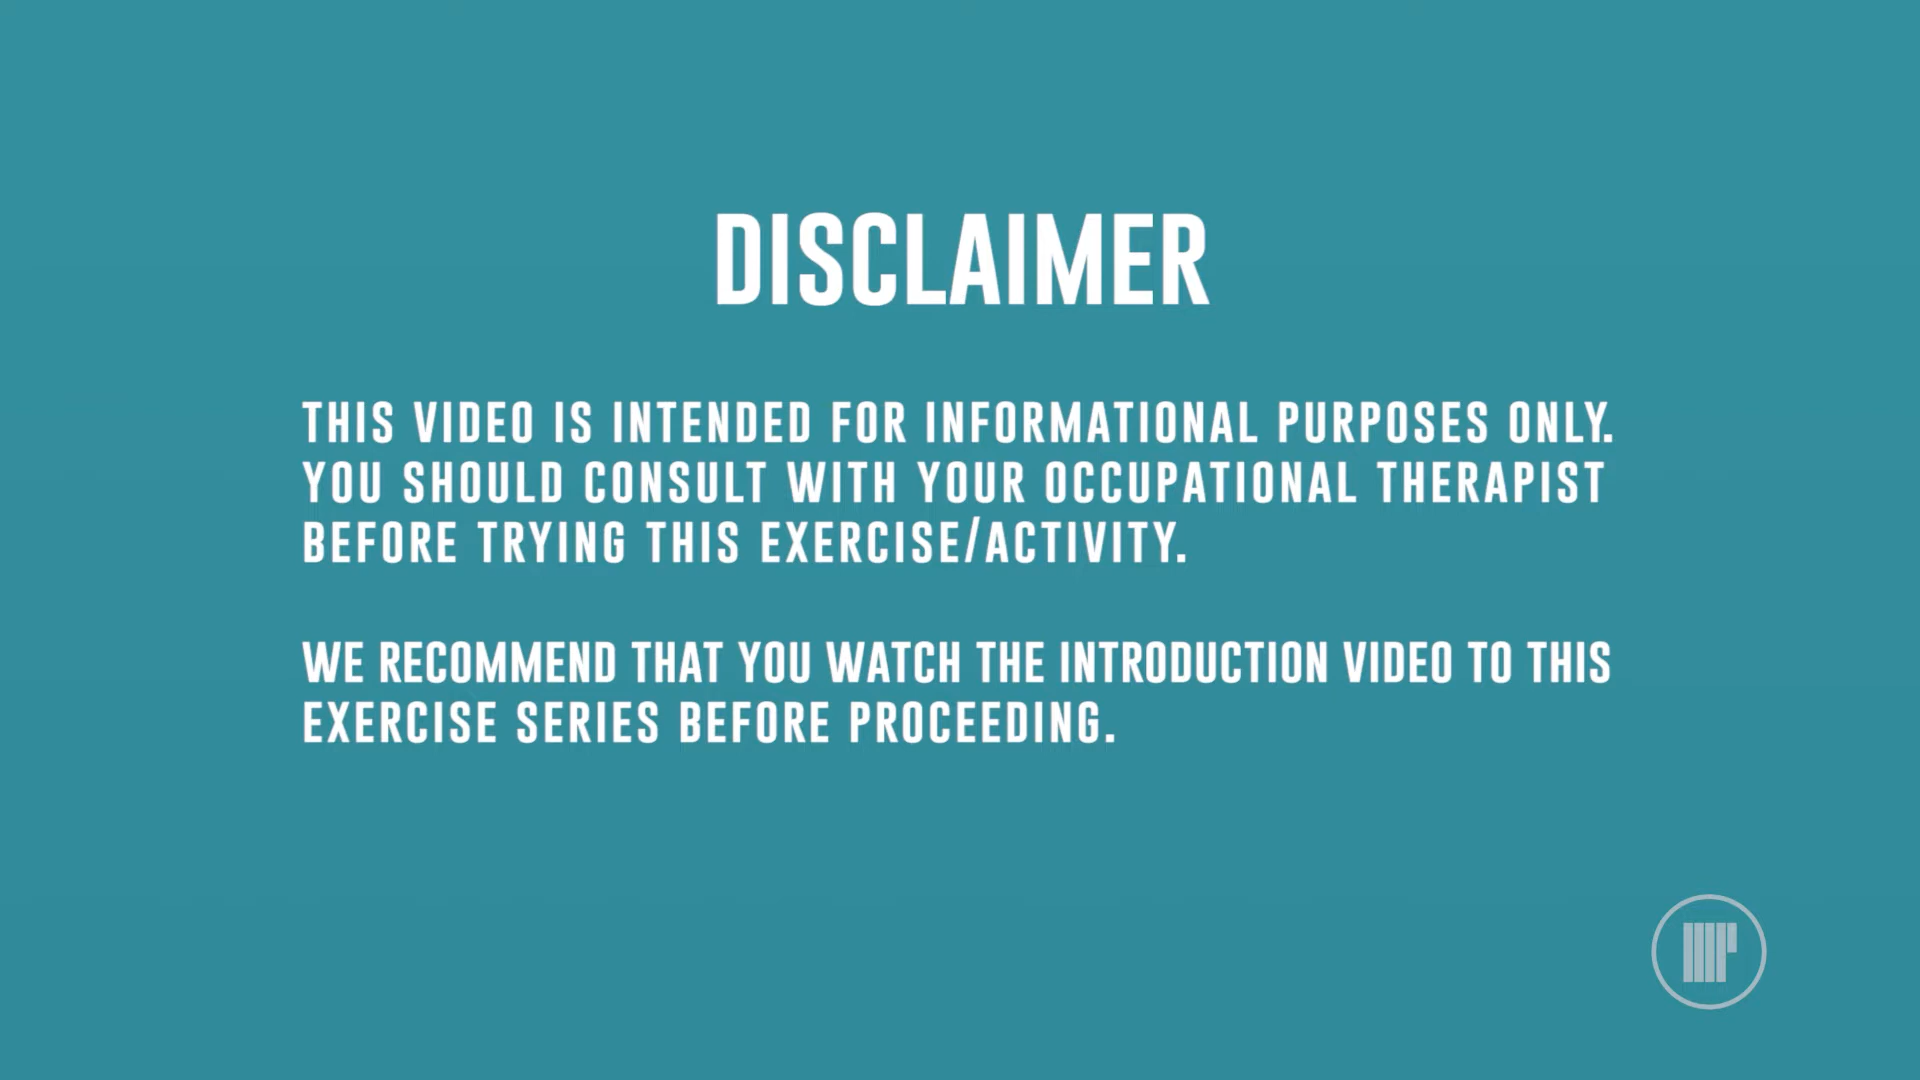 DISCLAIMER
THIS VIDEO IS INTENDED FOR INFORMATIONAL PURPOSES ONLY.
YOU SHOULD CONSULT WITH YOUR OCCUPATIONAL THERAPIST
BEFORE TRYING THIS EXERCISE/ACTIVITY.
WE RECOMMEND THAT YOU WATCH THE INTRODUCTION VIDEO TO THIS
EXERCISE SERIES BEFORE PROCEEDING.